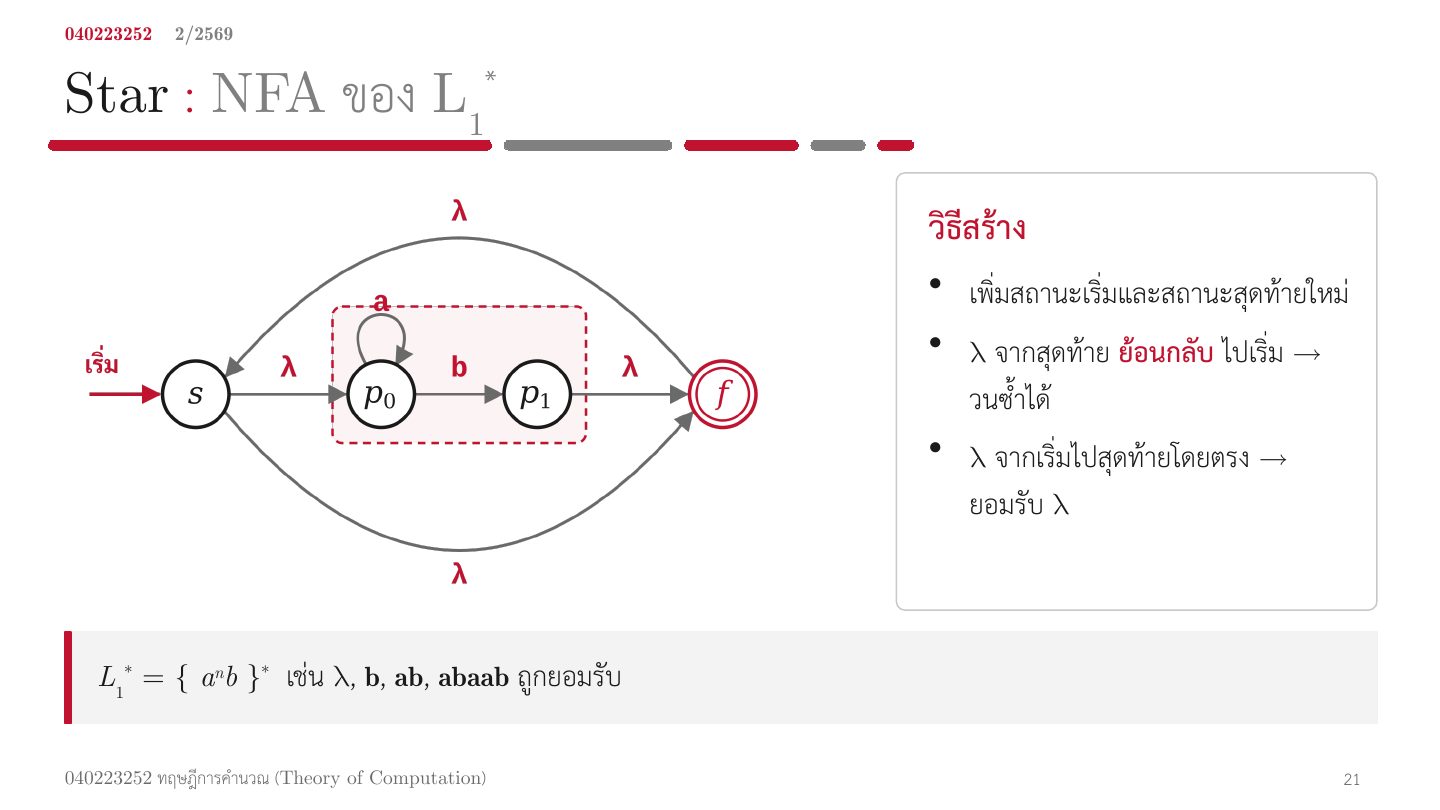 040223252 2/2569
Star : NFA ของ L₁*
λ
a
เริ่ม
λ
b
λ
s
p₀
p₁
f
λ
วิธีสร้าง
• เพิ่มสถานะเริ่มและสถานะสุดท้ายใหม่
• λ จากสุดท้าย ย้อนกลับ ไปเริ่ม →
วนซ้ำได้
• λ จากเริ่มไปสุดท้ายโดยตรง →
ยอมรับ λ
L₁* = { aⁿb }* เช่น λ, b, ab, abaab ถูกยอมรับ
040223252 ทฤษฎีการคำนวณ (Theory of Computation)
21